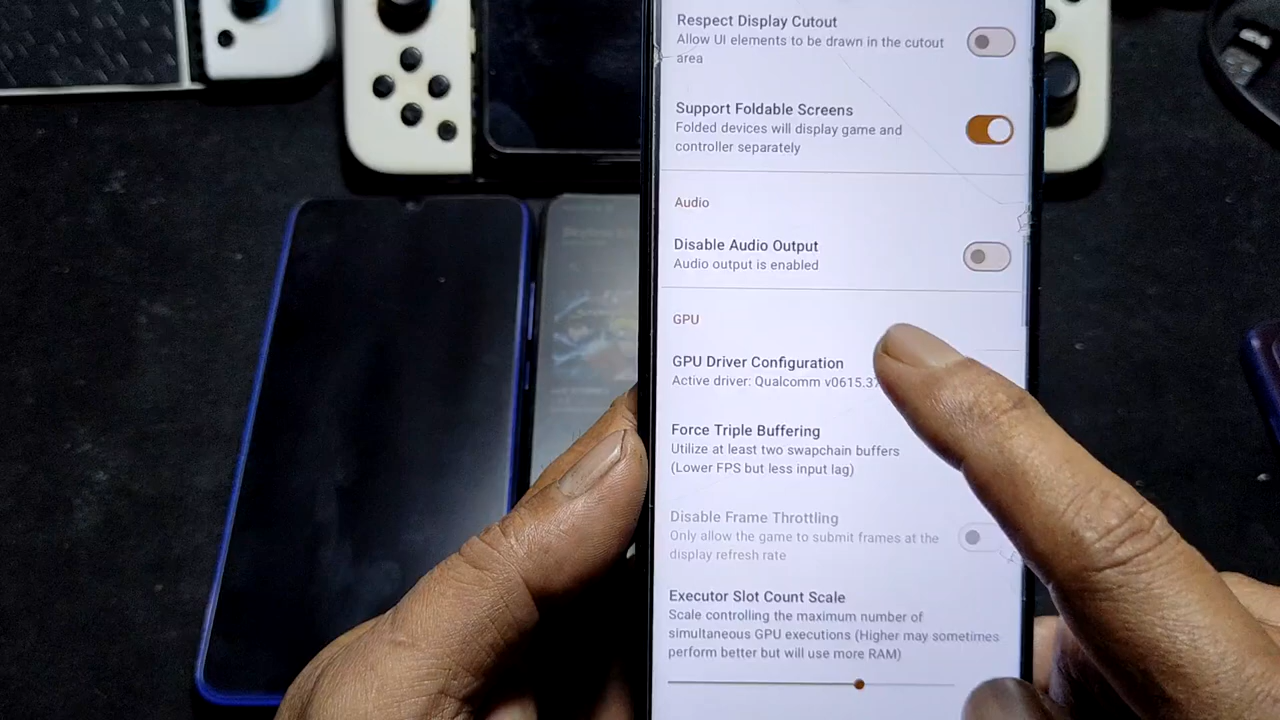 Respect Display Cutout
Allow UI elements to be drawn in the cutout
area
Support Foldable Screens
Folded devices will display game and
controller separately
Audio
Disable Audio Output
Audio output is enabled
GPU
GPU Driver Configuration
Active driver: Qualcomm
Force Triple Buffering
Utilize at least two swapchain buffers
(Lower FPS but less input lag)
Disable Frame Throttling
Only allow the game to submit frames at the
display refresh rate
Executor Slot Count Scale
Scale controlling the maximum number of
simultaneous GPU executions (Higher may sometimes
perform better but will use more RAM)